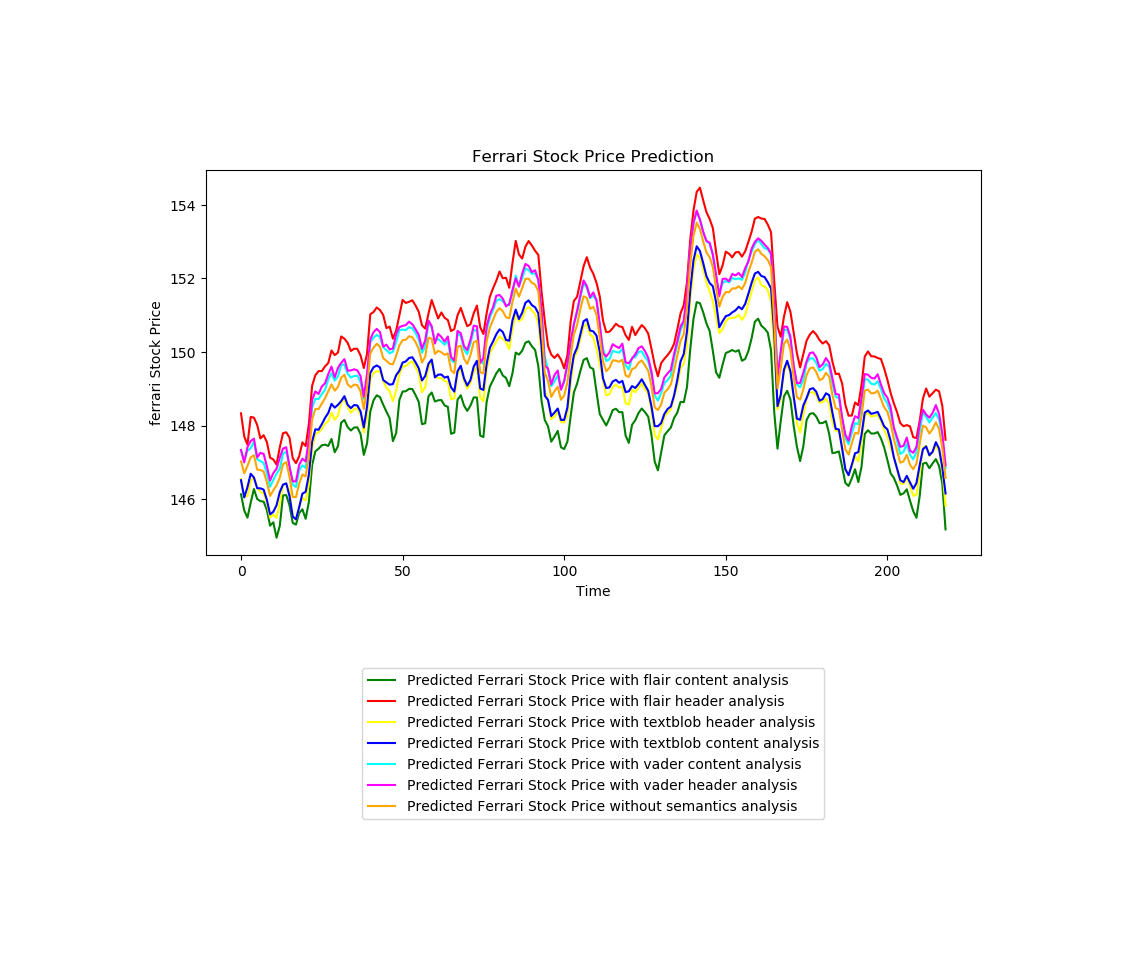 Ferrari Stock Price Prediction
154
152
150
148
146
ferrari Stock Price
0 50 100 150 200
Time
Predicted Ferrari Stock Price with flair content analysis
Predicted Ferrari Stock Price with flair header analysis
Predicted Ferrari Stock Price with textblob header analysis
Predicted Ferrari Stock Price with textblob content analysis
Predicted Ferrari Stock Price with vader content analysis
Predicted Ferrari Stock Price with vader header analysis
Predicted Ferrari Stock Price without semantics analysis